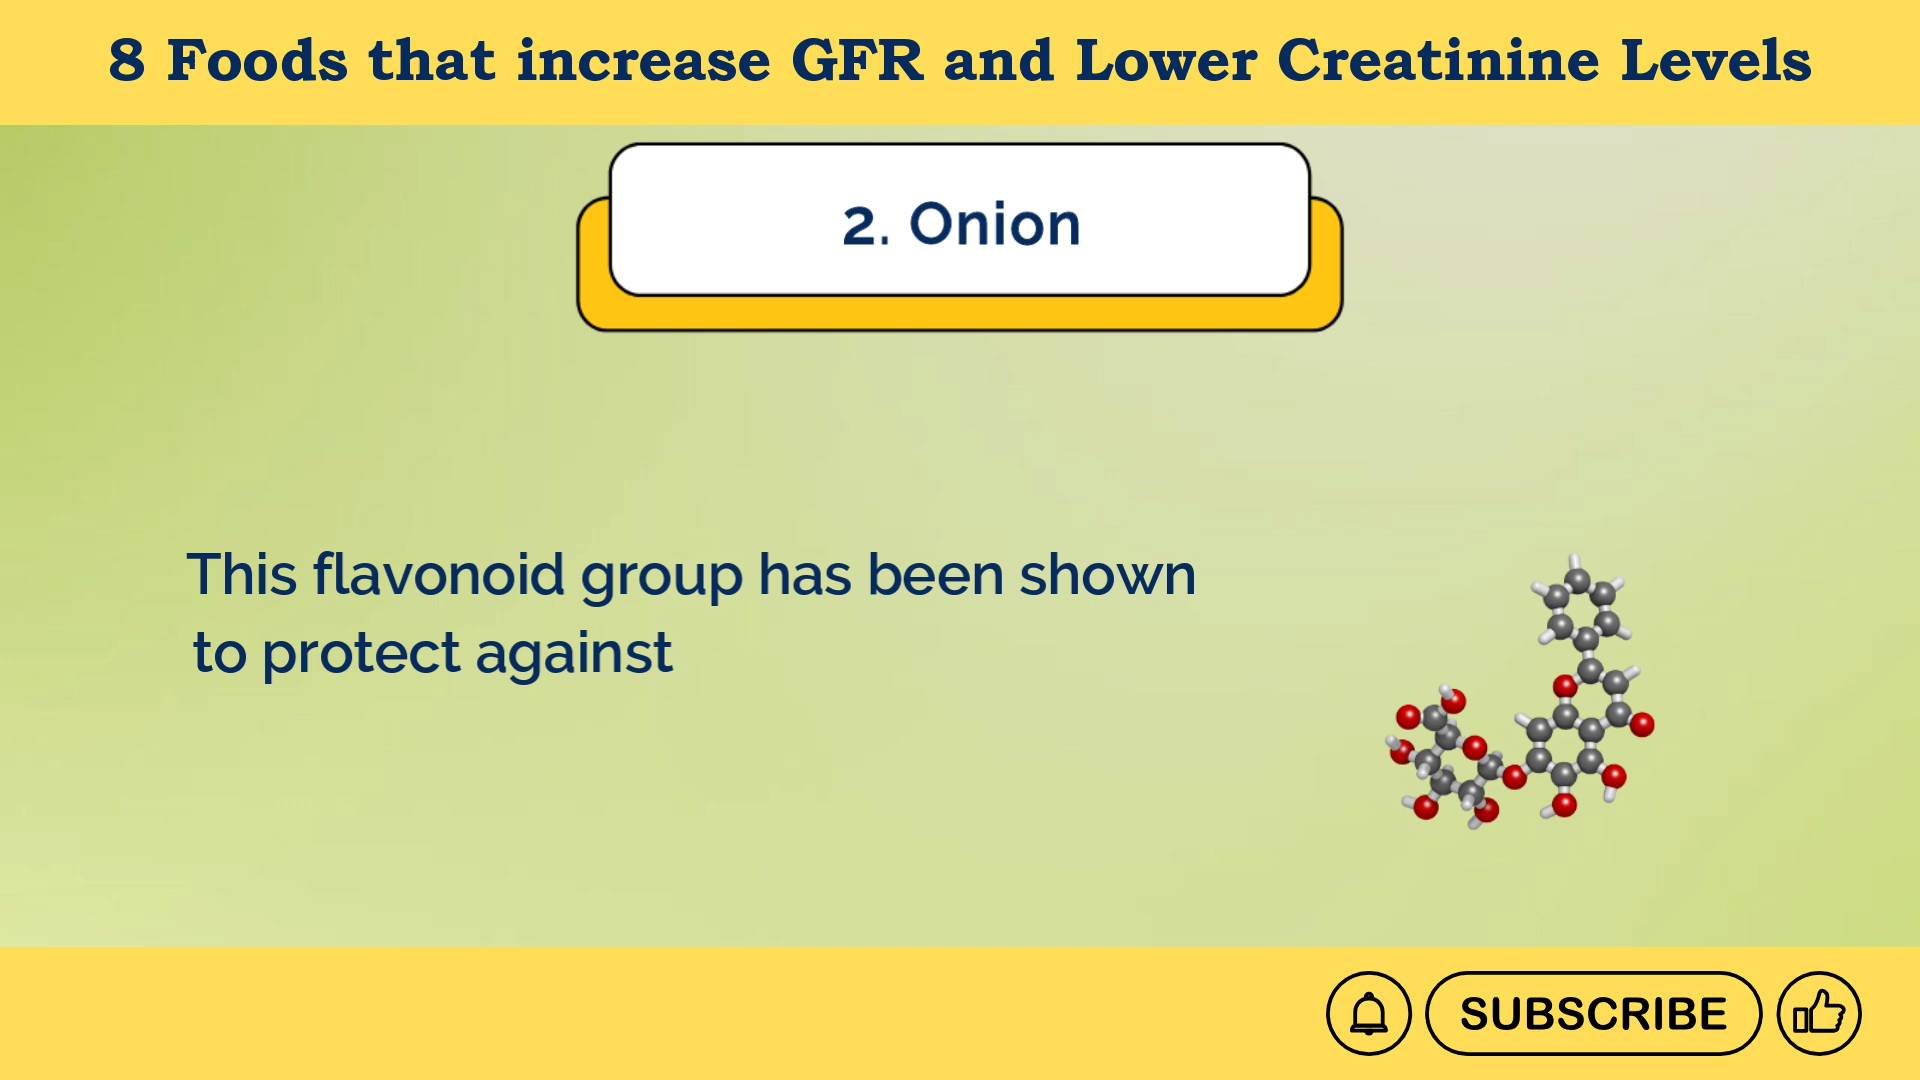 8 Foods that increase GFR and Lower Creatinine Levels
2. Onion
This flavonoid group has been shown
to protect against
SUBSCRIBE